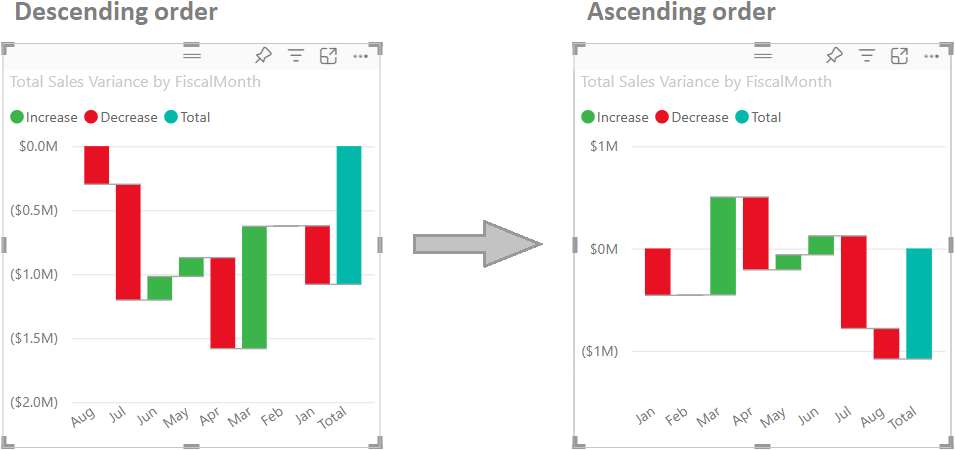 Descending order
Total Sales Variance by FiscalMonth
Increase Decrease Total
$0.0M
($0.5M)
($1.0M)
($1.5M)
($2.0M)
Aug Jul Jun May Apr Mar Feb Jan Total
Ascending order
Total Sales Variance by FiscalMonth
Increase Decrease Total
$1M
$0M
($1M)
Jan Feb Mar Apr May Jun Jul Aug Total